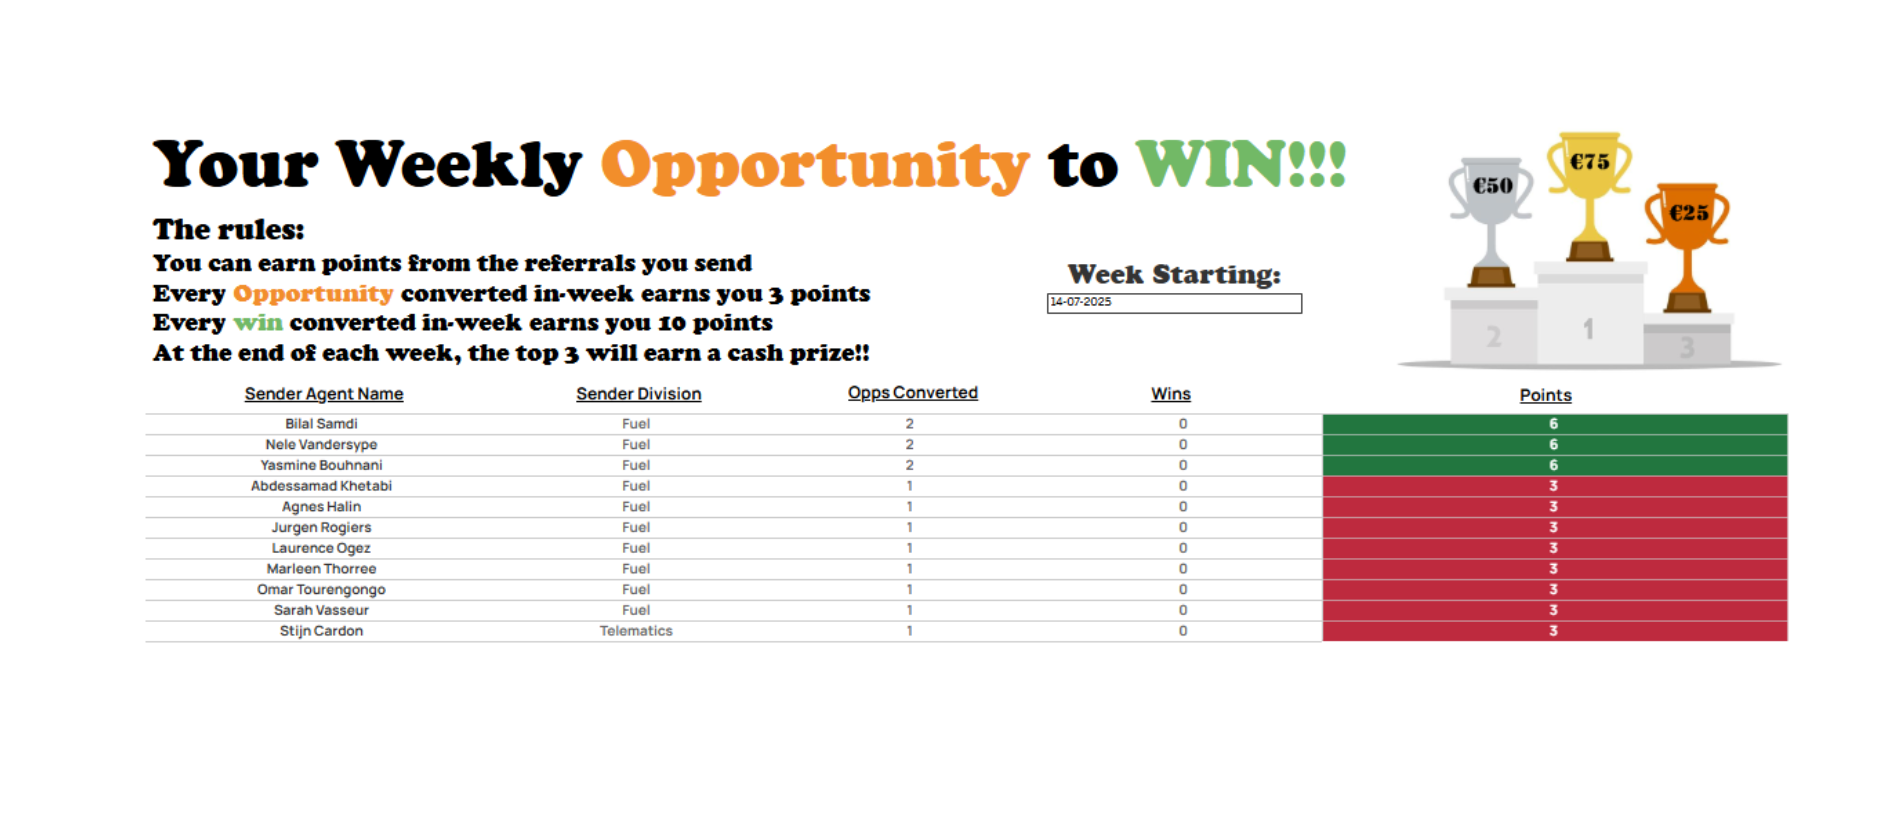 Your Weekly Opportunity to WIN!!!
€50
€75
€25
The rules:
You can earn points from the referrals you send
Every Opportunity converted in-week earns you 3 points
Every win converted in-week earns you 10 points
At the end of each week, the top 3 will earn a cash prize!!
Week Starting:
14-07-2025
2
1
3
Sender Agent Name Sender Division Opps Converted Wins Points
Bilal Samdi Fuel 2 0 6
Nele Vandersype Fuel 2 0 6
Yasmine Bouhnani Fuel 2 0 6
Abdessamad Khetabi Fuel 1 0 3
Agnes Halin Fuel 1 0 3
Jurgen Rogiers Fuel 1 0 3
Laurence Ogez Fuel 1 0 3
Marleen Thorree Fuel 1 0 3
Omar Tourengongo Fuel 1 0 3
Sarah Vasseur Fuel 1 0 3
Stijn Cardon Telematics 1 0 3